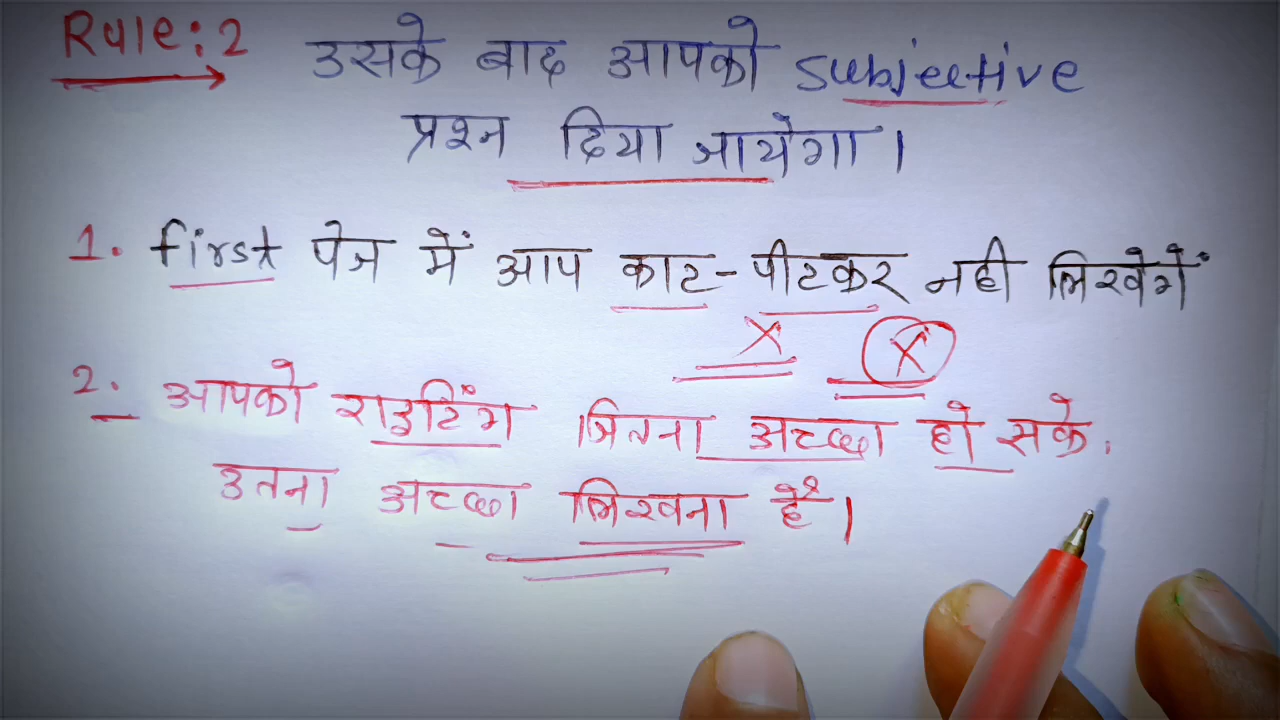 Rule:2 उसके बाद आपको subjective
प्रश्न दिया जायेगा।
1. first पेज में आप काट-पीटकर नही लिखेगें
X X
2. आपको राइटिंग जितना अच्छा हो सके,
उतना अच्छा लिखना है।